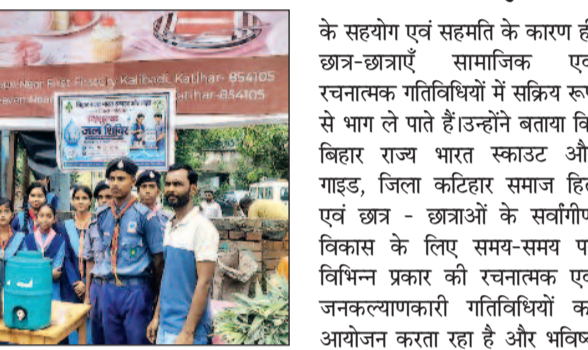 Near First Firstcry Kalibadi, Katihar-854105
Near
Katihar-854105
जल शिविर
के सहयोग एवं सहमति के कारण ही
छात्र-छात्राएँ सामाजिक एवं
रचनात्मक गतिविधियों में सक्रिय रूप
से भाग ले पाते हैं।उन्होंने बताया कि
बिहार राज्य भारत स्काउट और
गाइड, जिला कटिहार समाज हित
एवं छात्र - छात्राओं के सर्वांगीण
विकास के लिए समय-समय पर
विभिन्न प्रकार की रचनात्मक एवं
जनकल्याणकारी गतिविधियों का
आयोजन करता रहा है और भविष्य